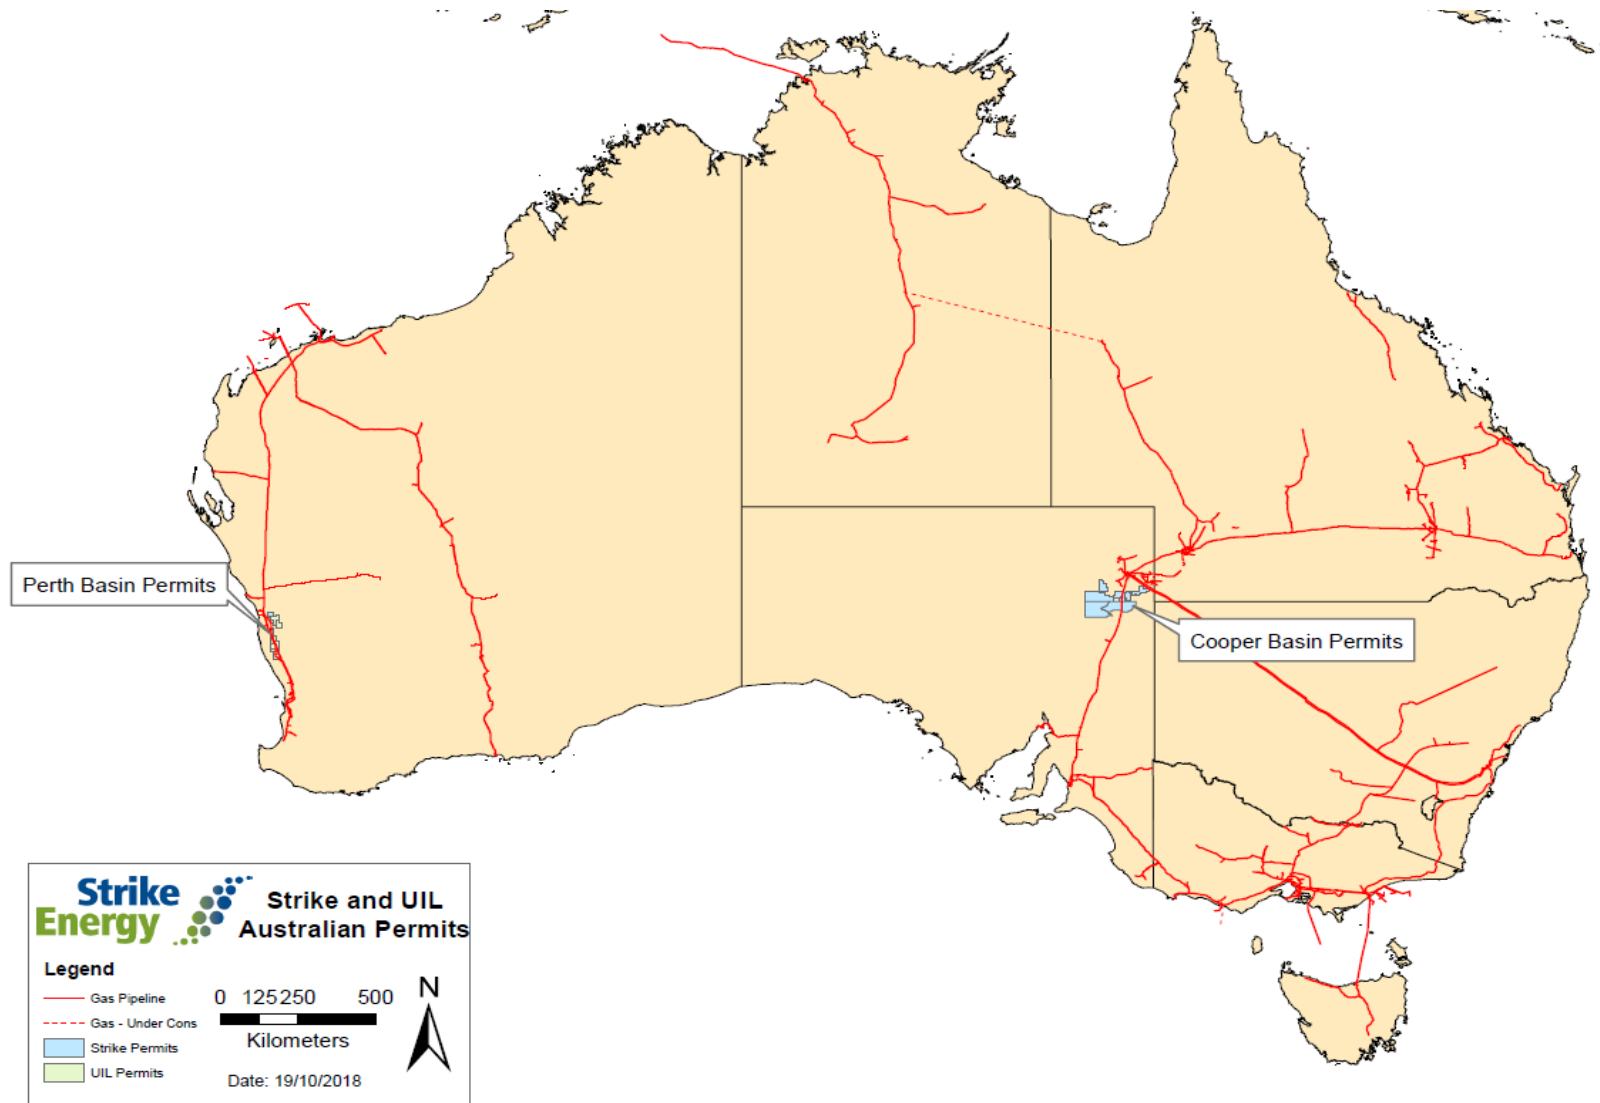 Perth Basin Permits
Cooper Basin Permits
Strike
Energy
Strike and UIL
Australian Permits
Legend
Gas Pipeline
Gas - Under Cons
Strike Permits
UIL Permits
0 125 250 500
Kilometers
N
Date: 19/10/2018